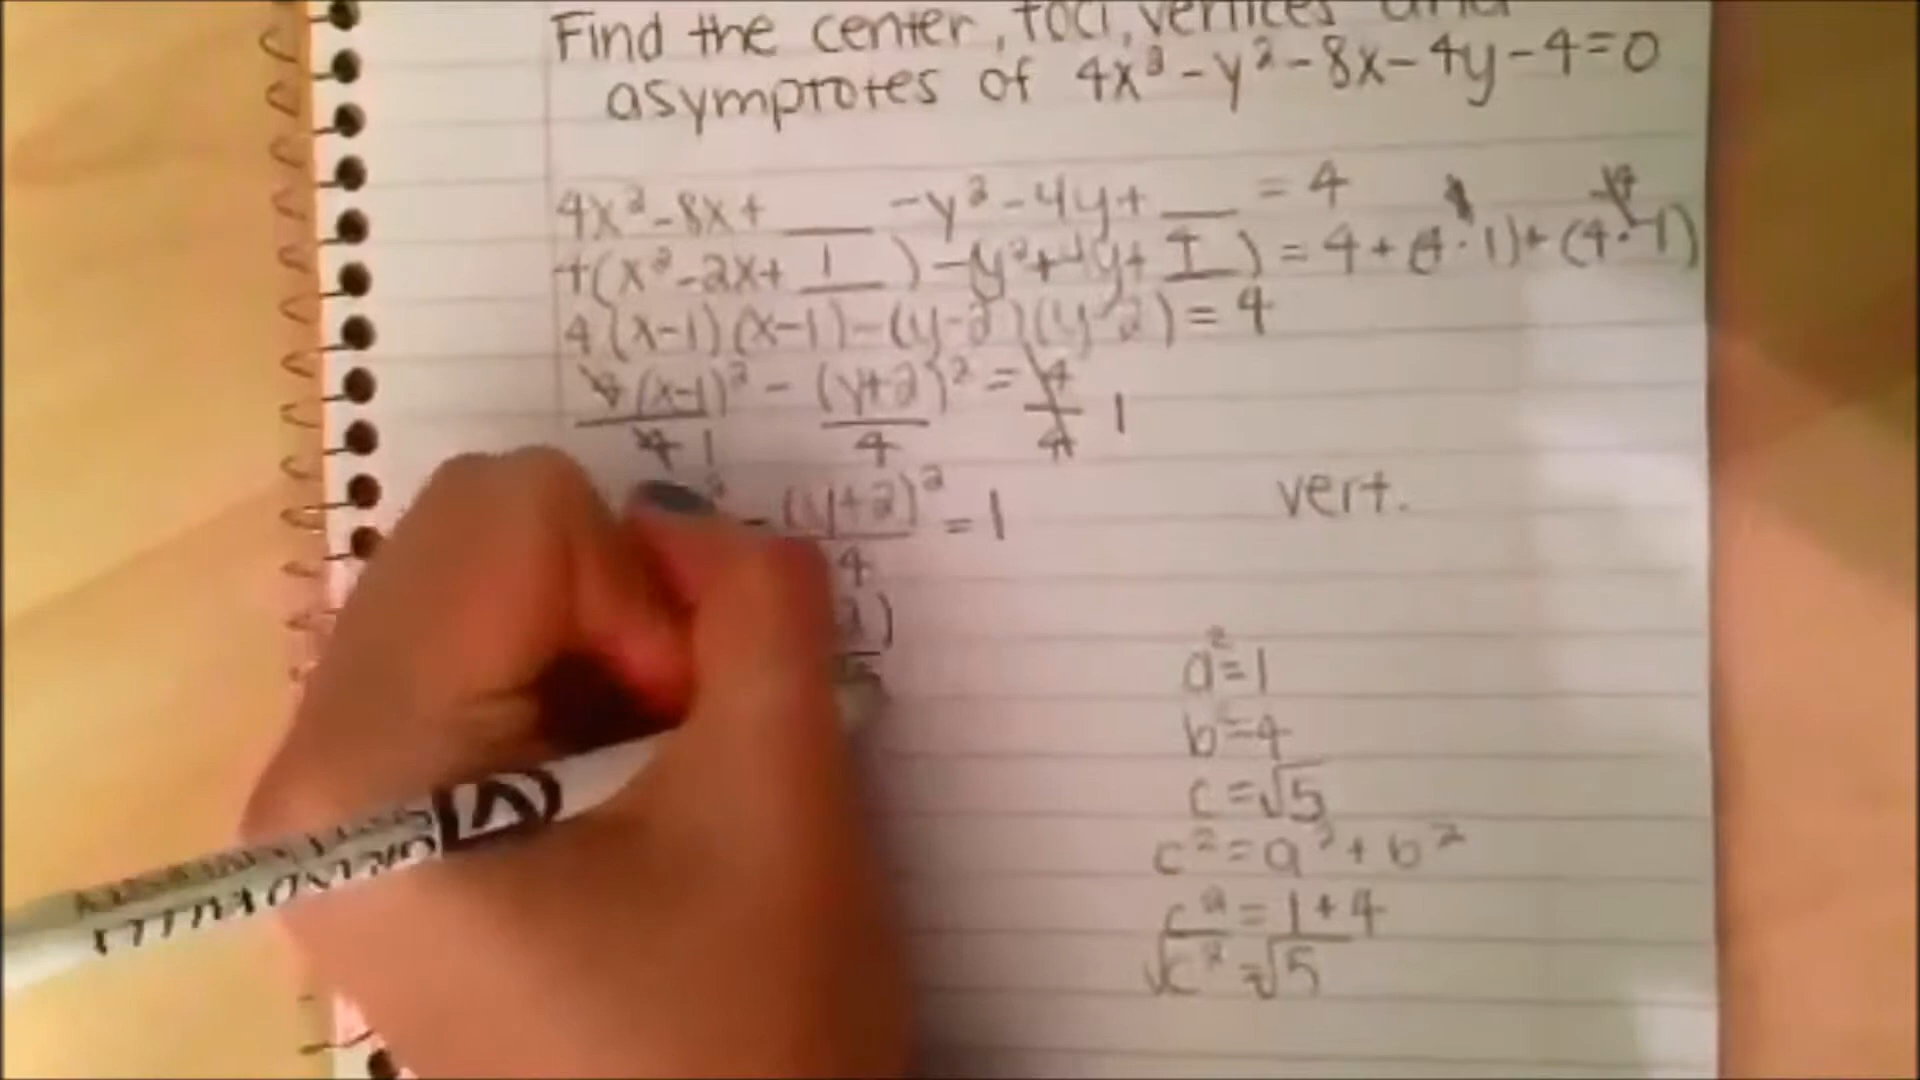 Find the center, foci, vertices and
asymptotes of 4x²-y²-8x-4y-4=0
4x²-8x+ ___ -y²-4y+ ___ =4
4(x²-2x+ 1 )-(y²+4y+ 4 )=4+(4·1)+(4·-1)
4(x-1)(x-1)-(y-2)(y-2)=4
4(x-1)² - (y+2)² = 4
4 1 4 4 1
- (y+2)² = 1
4
vert.
2)
a²=1
b²=4
c=√5
c²=a²+b²
c²=1+4
√c²=√5